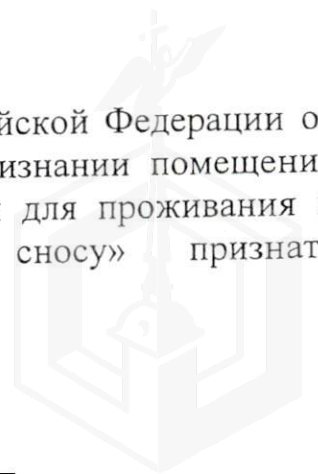 йской Федерации о
изнании помещени
для проживания
сносу» признат